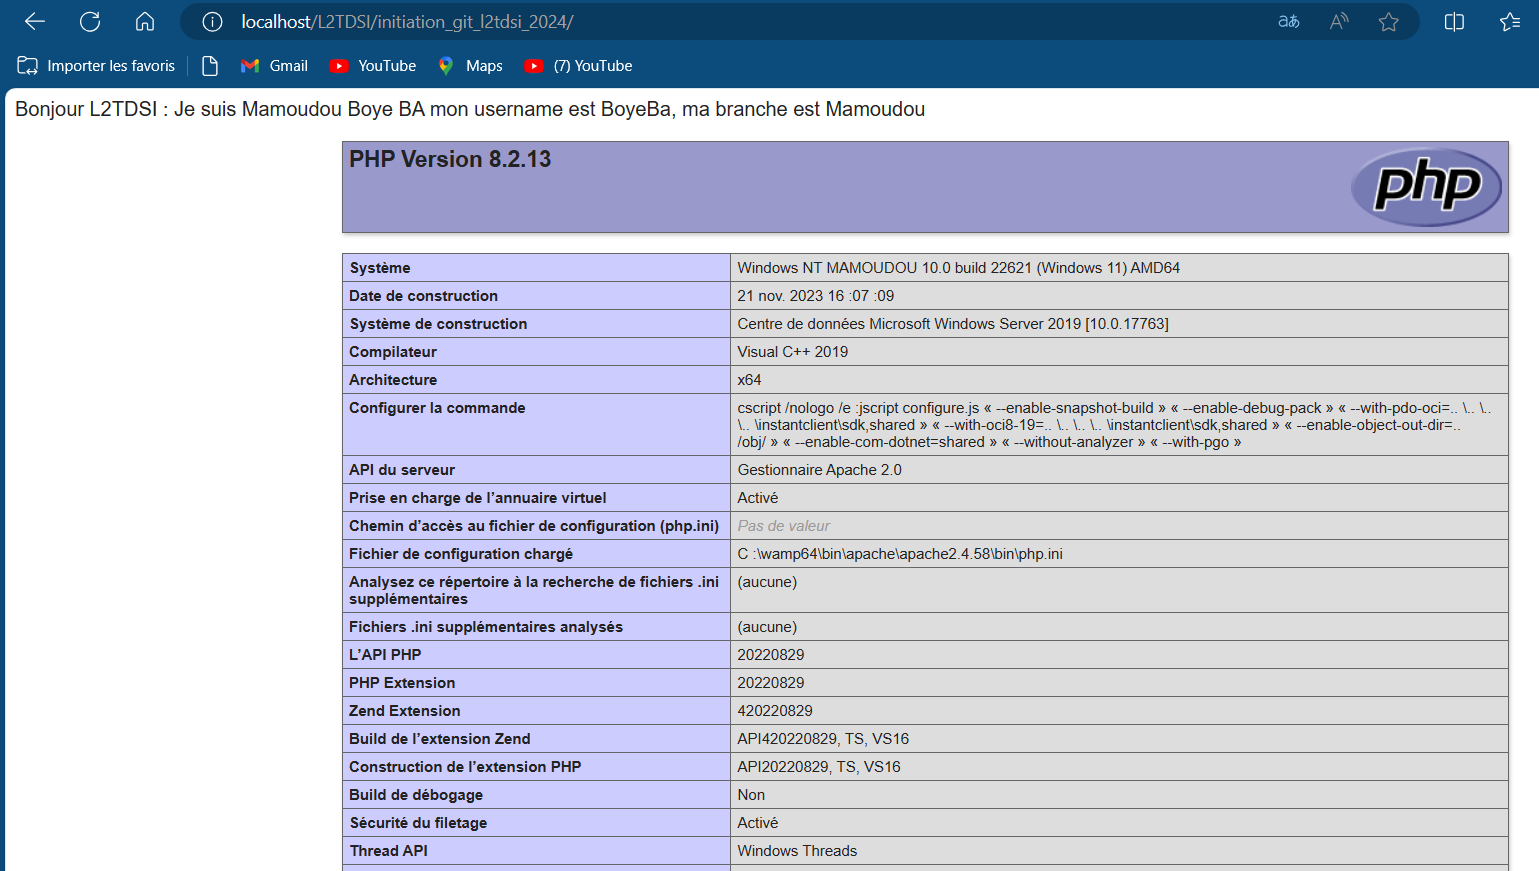 localhost/L2TDSI/initiation_git_l2tdsi_2024/
Importer les favoris
Gmail
YouTube
Maps
(7) YouTube
Bonjour L2TDSI : Je suis Mamoudou Boye BA mon username est BoyeBa, ma branche est Mamoudou
PHP Version 8.2.13
php
Système Windows NT MAMOUDOU 10.0 build 22621 (Windows 11) AMD64
Date de construction 21 nov. 2023 16 :07 :09
Système de construction Centre de données Microsoft Windows Server 2019 [10.0.17763]
Compilateur Visual C++ 2019
Architecture x64
Configurer la commande cscript /nologo /e :jscript configure.js « --enable-snapshot-build » « --enable-debug-pack » « --with-pdo-oci=.. \.. \..
\.. \instantclient\sdk,shared » « --with-oci8-19=.. \.. \.. \.. \instantclient\sdk,shared » « --enable-object-out-dir=..
/obj/ » « --enable-com-dotnet=shared » « --without-analyzer » « --with-pgo »
API du serveur Gestionnaire Apache 2.0
Prise en charge de l’annuaire virtuel Activé
Chemin d’accès au fichier de configuration (php.ini) Pas de valeur
Fichier de configuration chargé C :\wamp64\bin\apache\apache2.4.58\bin\php.ini
Analysez ce répertoire à la recherche de fichiers .ini (aucune)
supplémentaires
Fichiers .ini supplémentaires analysés (aucune)
L’API PHP 20220829
PHP Extension 20220829
Zend Extension 420220829
Build de l’extension Zend API420220829, TS, VS16
Construction de l’extension PHP API20220829, TS, VS16
Build de débogage Non
Sécurité du filetage Activé
Thread API Windows Threads